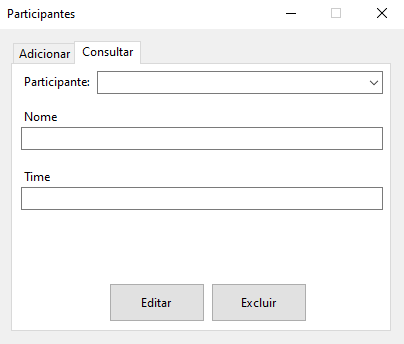 Participantes
Adicionar Consultar
Participante:
Nome
Time
Editar Excluir